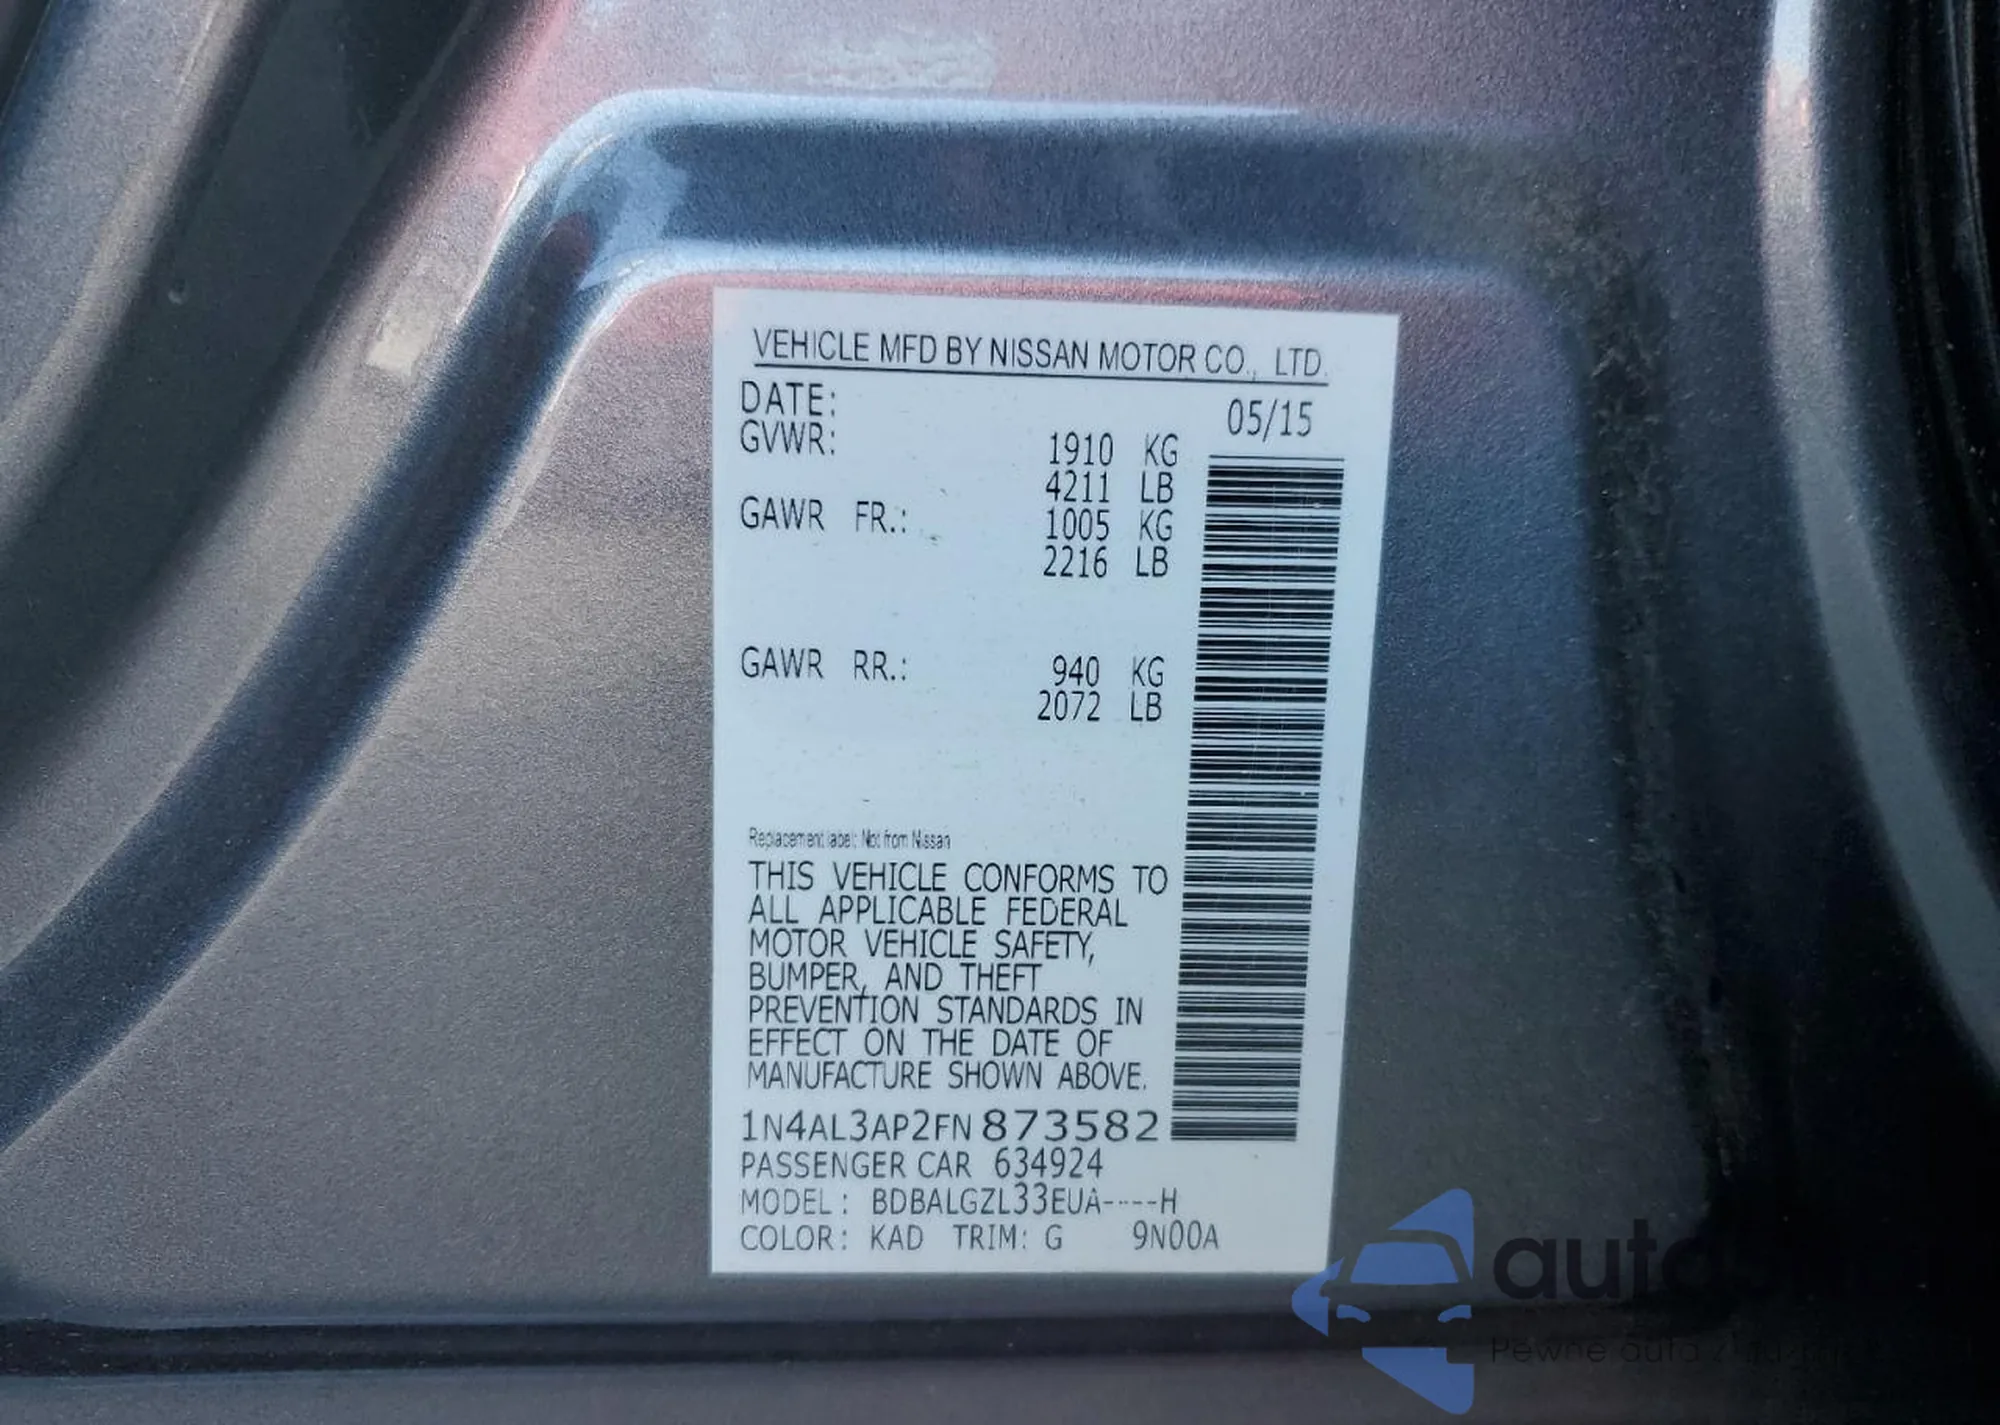 VEHICLE MFD BY NISSAN MOTOR CO., LTD.
DATE: 05/15
GVWR: 1910 KG
4211 LB
GAWR FR.: 1005 KG
2216 LB
GAWR RR.: 940 KG
2072 LB
Replacement label: Not from Nissan
THIS VEHICLE CONFORMS TO
ALL APPLICABLE FEDERAL
MOTOR VEHICLE SAFETY,
BUMPER, AND THEFT
PREVENTION STANDARDS IN
EFFECT ON THE DATE OF
MANUFACTURE SHOWN ABOVE.
1N4AL3AP2FN873582
PASSENGER CAR 634924
MODEL: BDBALGZL33EUA----H
COLOR: KAD TRIM: G 9N00A
Pewne auta z